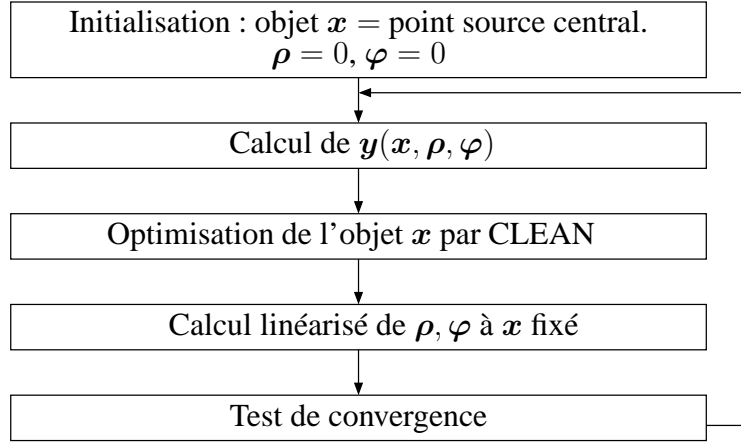 Initialisation : objet x = point source central.
ρ = 0, φ = 0
Calcul de y(x, ρ, φ)
Optimisation de l'objet x par CLEAN
Calcul linéarisé de ρ, φ à x fixé
Test de convergence